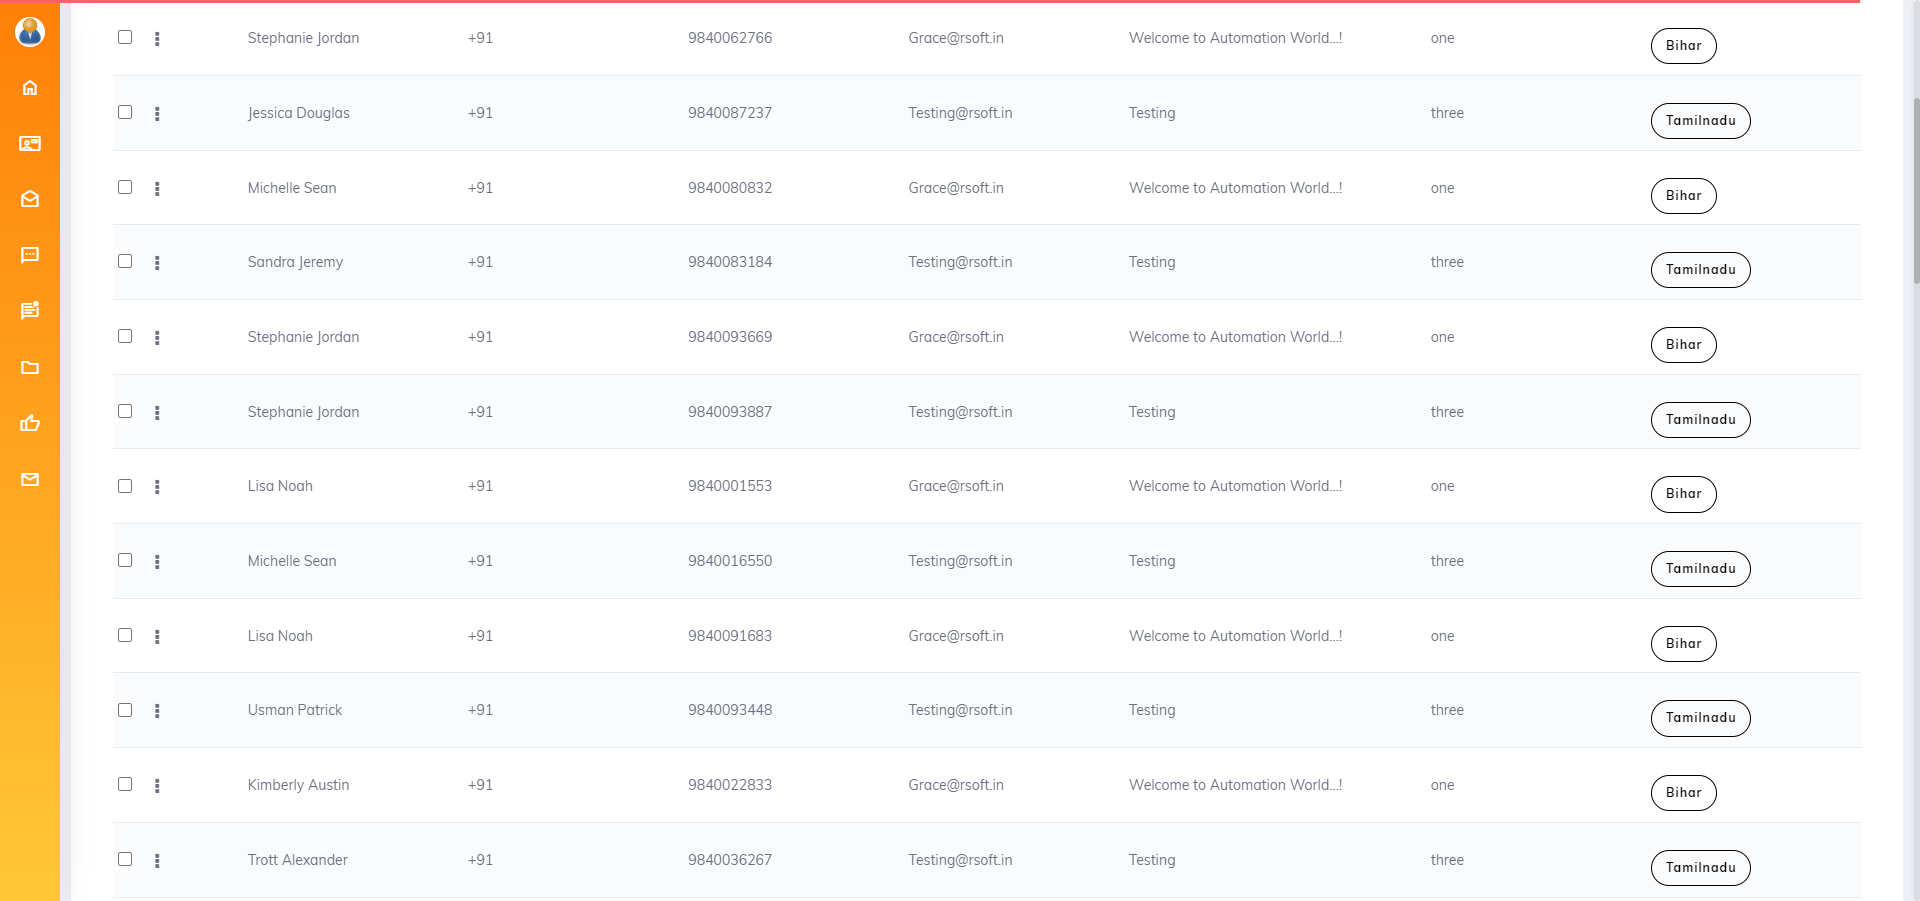 Stephanie Jordan +91 9840062766 Grace@rsoft.in Welcome to Automation World...! one Bihar
Jessica Douglas +91 9840087237 Testing@rsoft.in Testing three Tamilnadu
Michelle Sean +91 9840080832 Grace@rsoft.in Welcome to Automation World...! one Bihar
Sandra Jeremy +91 9840083184 Testing@rsoft.in Testing three Tamilnadu
Stephanie Jordan +91 9840093669 Grace@rsoft.in Welcome to Automation World...! one Bihar
Stephanie Jordan +91 9840093887 Testing@rsoft.in Testing three Tamilnadu
Lisa Noah +91 9840001553 Grace@rsoft.in Welcome to Automation World...! one Bihar
Michelle Sean +91 9840016550 Testing@rsoft.in Testing three Tamilnadu
Lisa Noah +91 9840091683 Grace@rsoft.in Welcome to Automation World...! one Bihar
Usman Patrick +91 9840093448 Testing@rsoft.in Testing three Tamilnadu
Kimberly Austin +91 9840022833 Grace@rsoft.in Welcome to Automation World...! one Bihar
Trott Alexander +91 9840036267 Testing@rsoft.in Testing three Tamilnadu